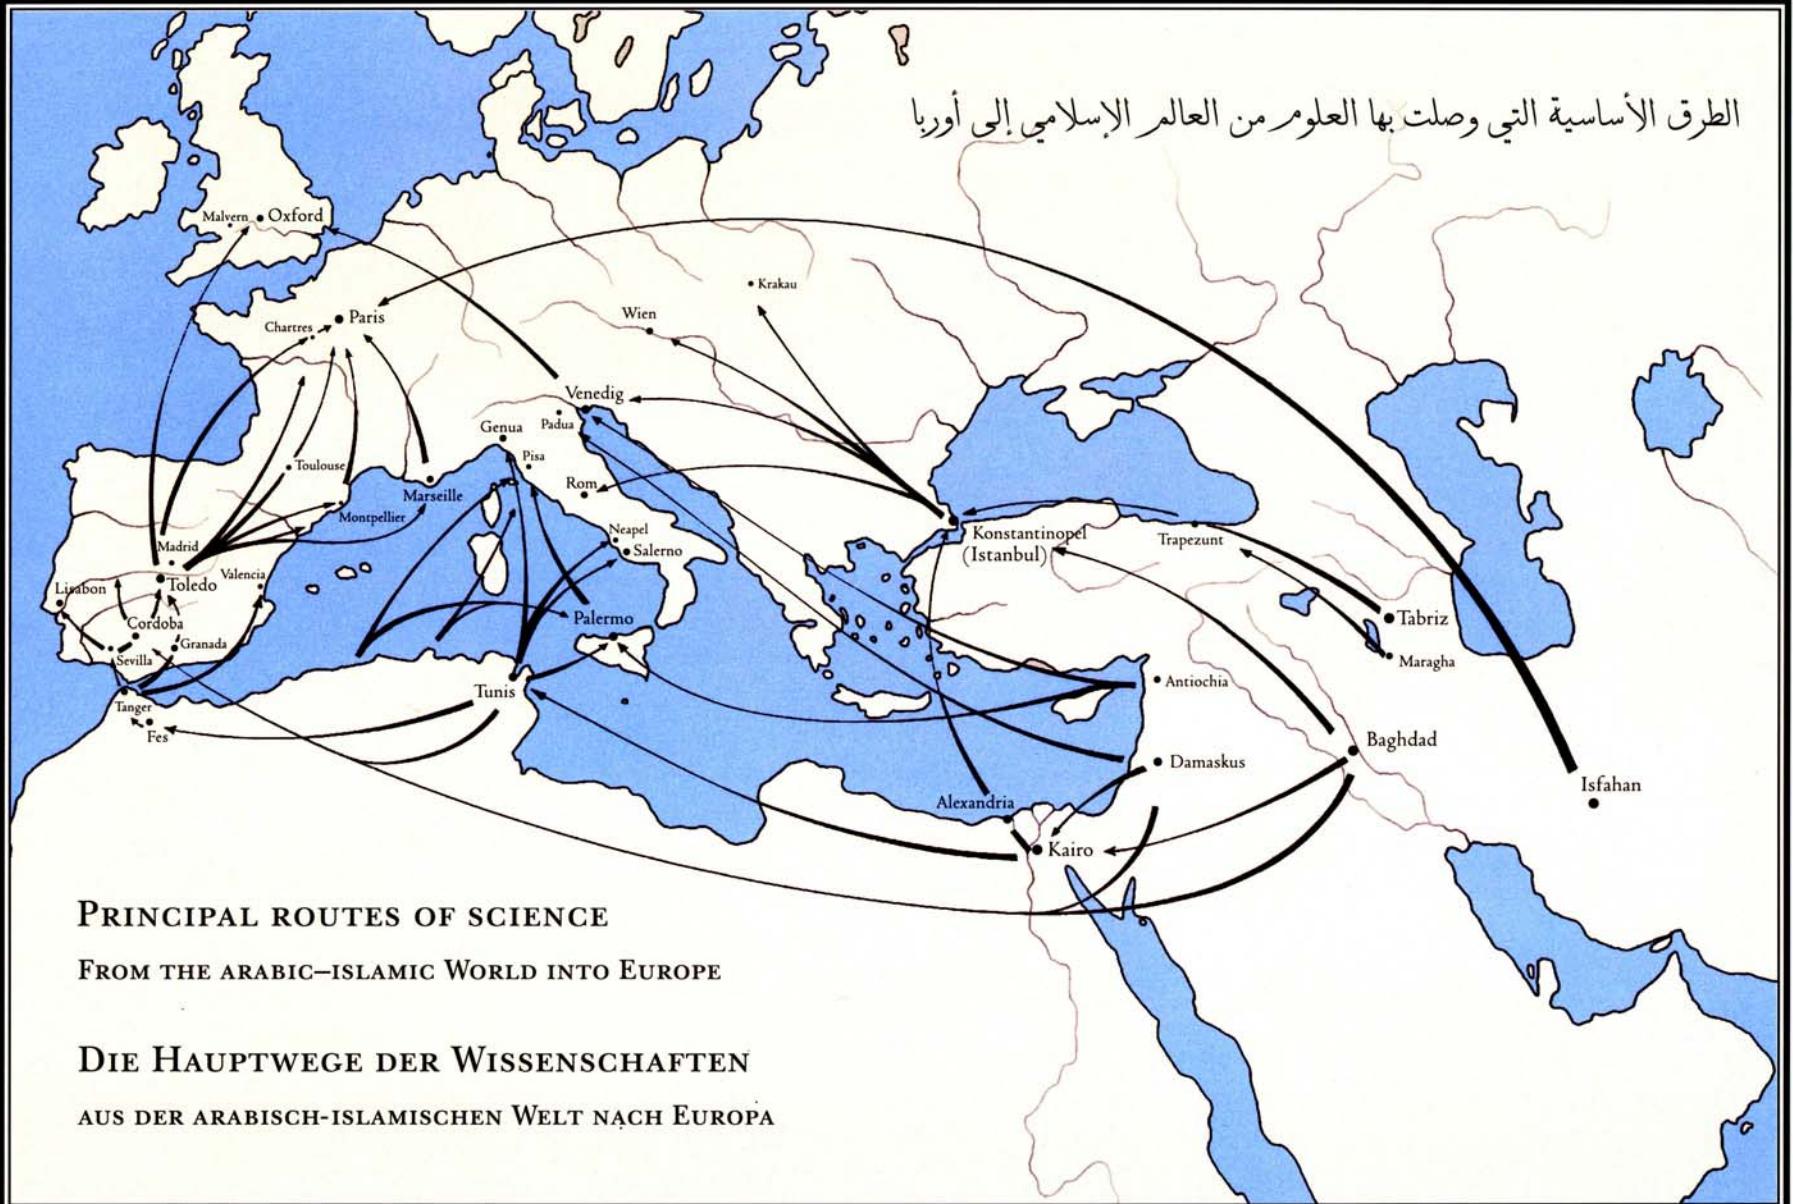 الطرق الأساسية التي وصلت بها العلوم من العالم الإسلامي إلى أوربا
Malvern
Oxford
Krakau
Paris
Chartres
Wien
Venedig
Padua
Genua
Pisa
Toulouse
Rom
Marseille
Montpellier
Konstantinopel
(Istanbul)
Trapezunt
Neapel
Salerno
Madrid
Toledo
Valencia
Lisabon
Cordoba
Granada
Sevilla
Palermo
Tabriz
Maragha
Antiochia
Tunis
Tanger
Fes
Baghdad
Damaskus
Isfahan
Alexandria
Kairo
PRINCIPAL ROUTES OF SCIENCE
FROM THE ARABIC–ISLAMIC WORLD INTO EUROPE
DIE HAUPTWEGE DER WISSENSCHAFTEN
AUS DER ARABISCH-ISLAMISCHEN WELT NACH EUROPA